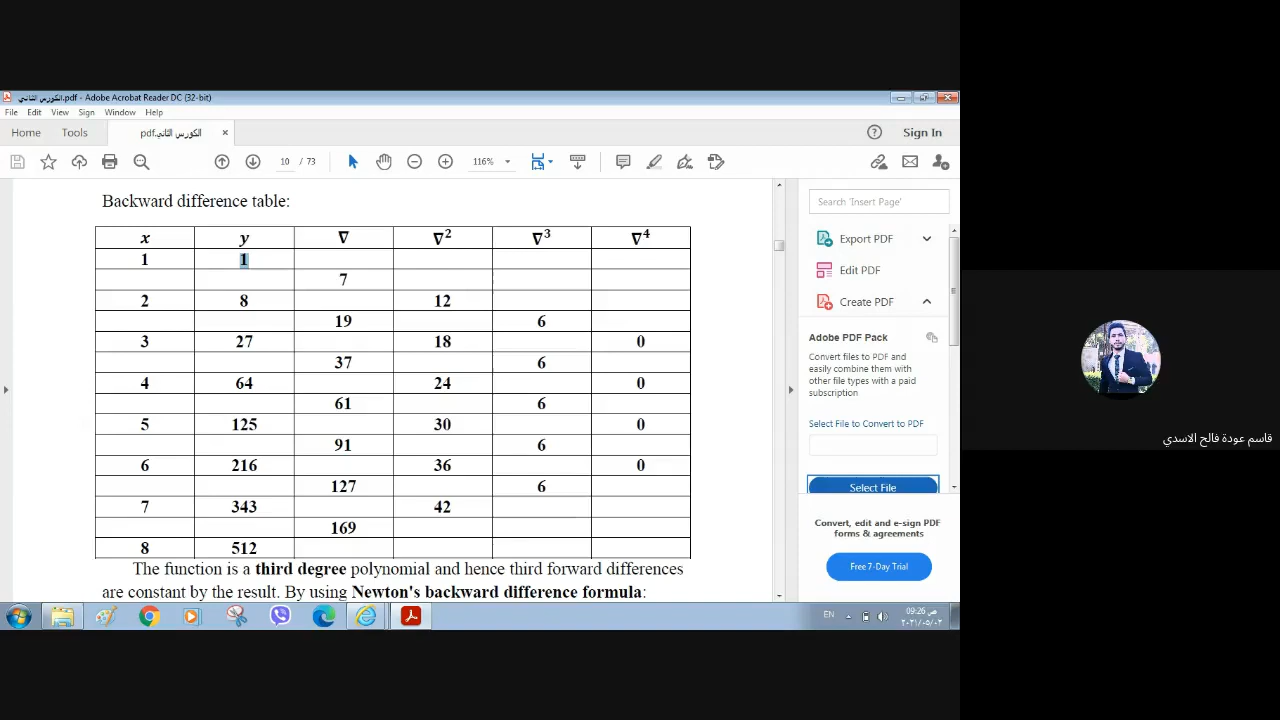 الكورس الثاني.pdf - Adobe Acrobat Reader DC (32-bit)
File Edit View Sign Window Help
Home Tools الكورس الثاني.pdf × ? Sign In
10 / 73 116%
Backward difference table:
x y ∇ ∇² ∇³ ∇⁴
1 1
7
2 8 12
19 6
3 27 18 0
37 6
4 64 24 0
61 6
5 125 30 0
91 6
6 216 36 0
127 6
7 343 42
169
8 512
The function is a third degree polynomial and hence third forward differences
are constant by the result. By using Newton's backward difference formula:
Search 'Insert Page'
Export PDF
Edit PDF
Create PDF
Adobe PDF Pack
Convert files to PDF and
easily combine them with
other file types with a paid
subscription
Select File to Convert to PDF
Select File
Convert, edit and e-sign PDF
forms & agreements
Free 7-Day Trial
EN
09:26 ص
٢٠٢١/٠٥/٠٢
قاسم عودة فالح الاسدي